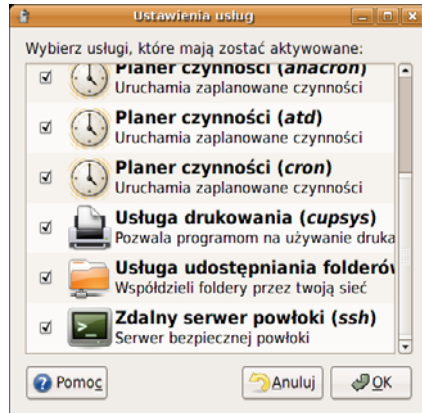 Ustawienia usług
Wybierz usługi, które mają zostać aktywowane:
Planer czynności (anacron)
Uruchamia zaplanowane czynności
Planer czynności (atd)
Uruchamia zaplanowane czynności
Planer czynności (cron)
Uruchamia zaplanowane czynności
Usługa drukowania (cupsys)
Pozwala programom na używanie druka
Usługa udostępniania folderów
Współdzieli foldery przez twoją sieć
Zdalny serwer powłoki (ssh)
Serwer bezpiecznej powłoki
Pomoc Anuluj OK